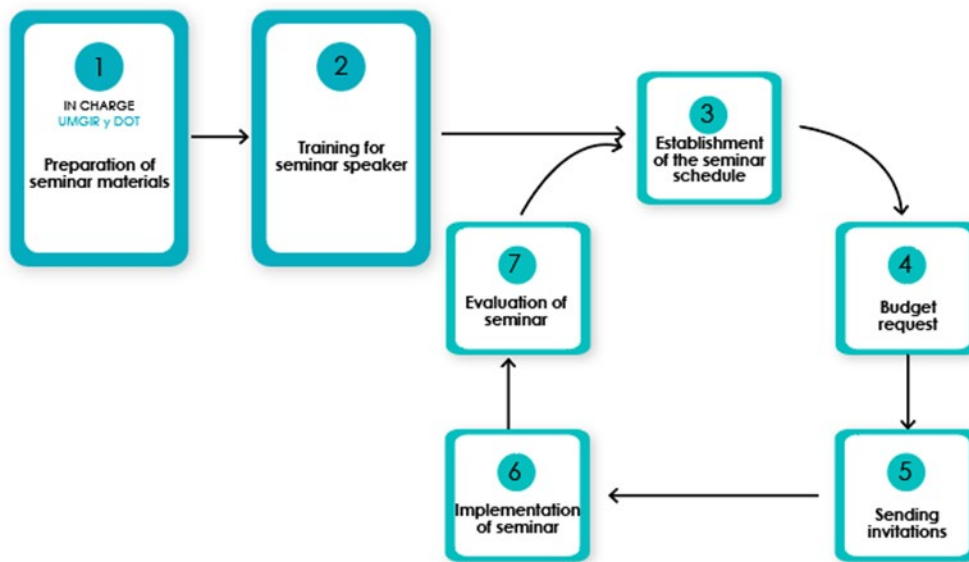 1
IN CHARGE
UMGIR y DOT
Preparation of
seminar materials
2
Training for
seminar speaker
3
Establishment
of the seminar
schedule
4
Budget
request
5
Sending
invitations
6
Implementation
of seminar
7
Evaluation of
seminar